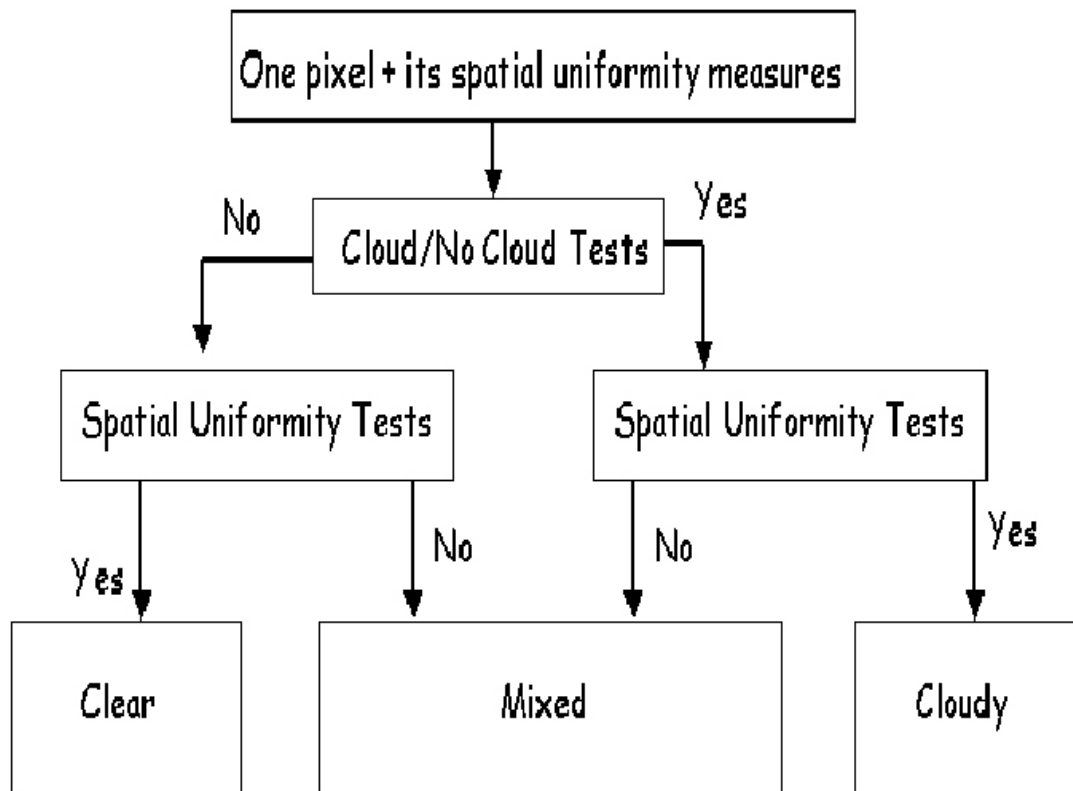 One pixel + its spatial uniformity measures
No
Yes
Cloud/No Cloud Tests
Spatial Uniformity Tests
Spatial Uniformity Tests
Yes
No
No
Yes
Clear
Mixed
Cloudy